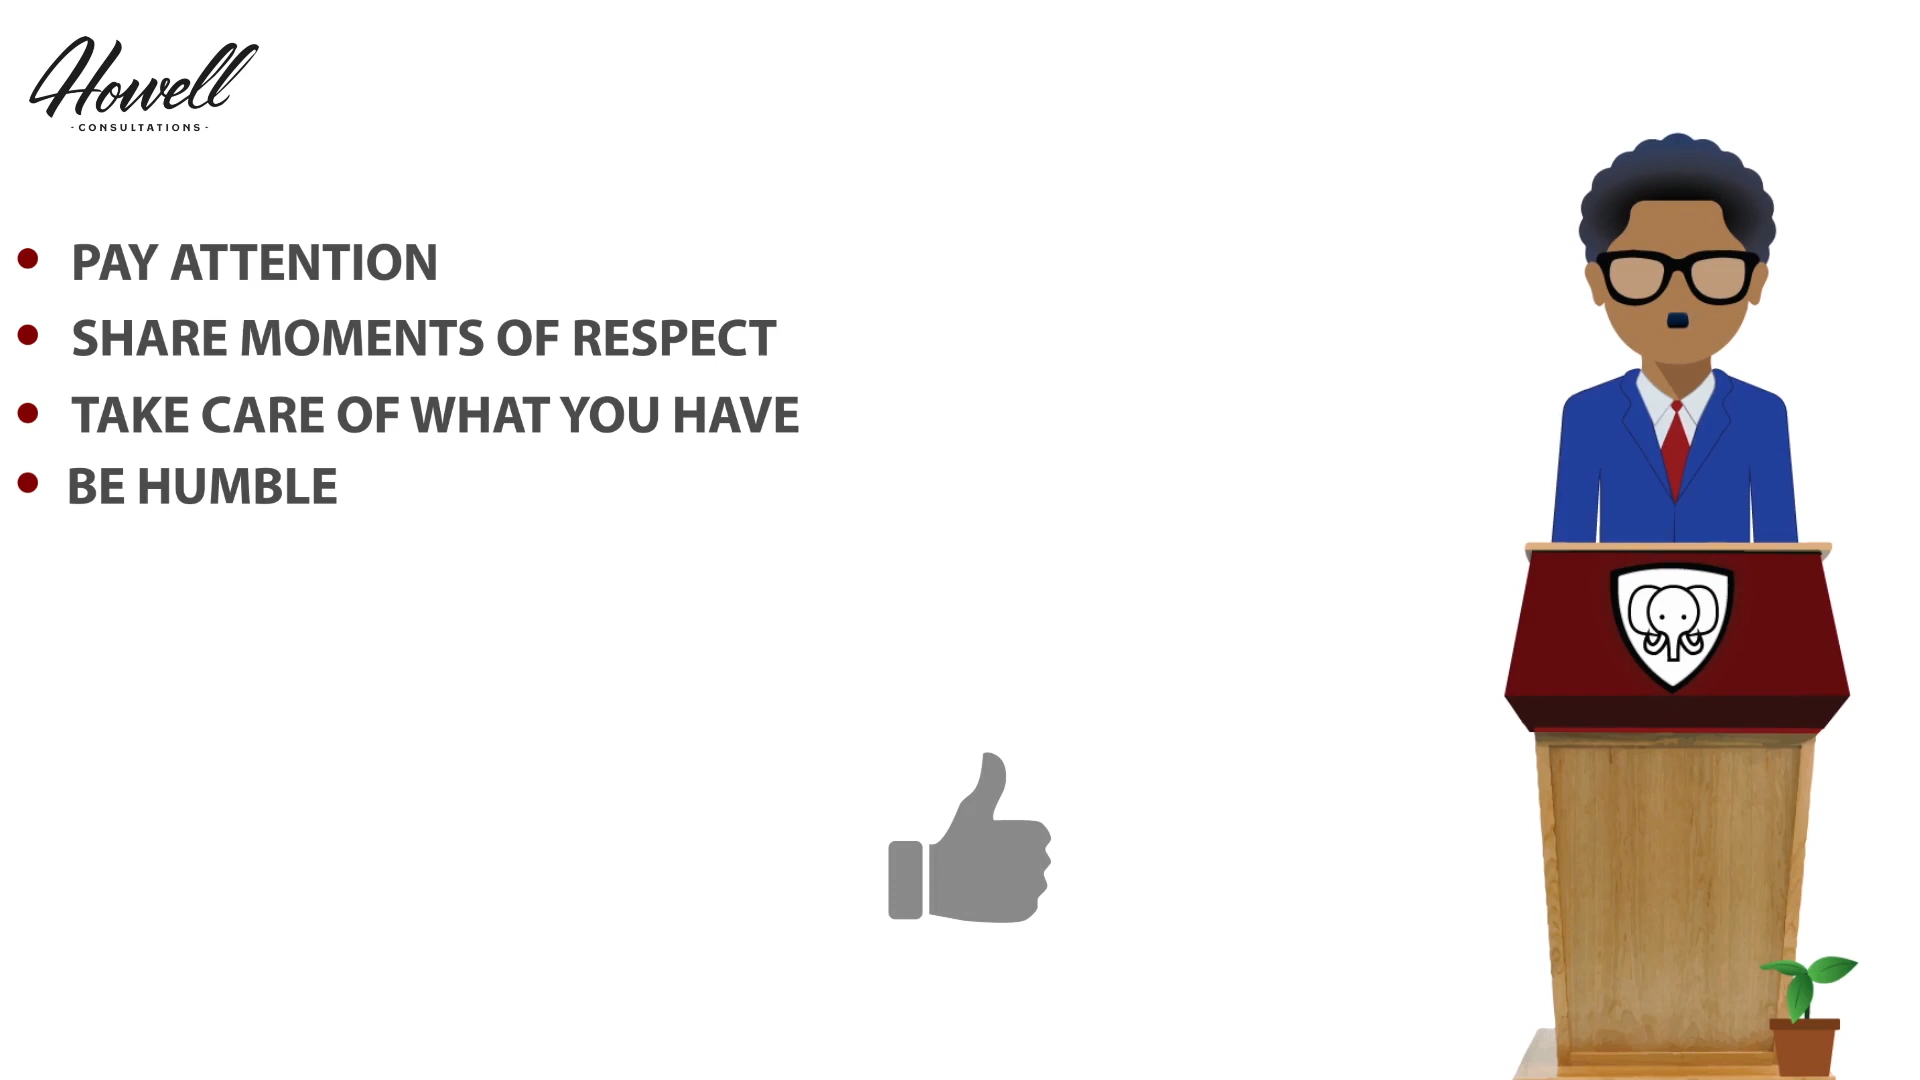 Howell
-CONSULTATIONS-
• PAY ATTENTION
• SHARE MOMENTS OF RESPECT
• TAKE CARE OF WHAT YOU HAVE
• BE HUMBLE